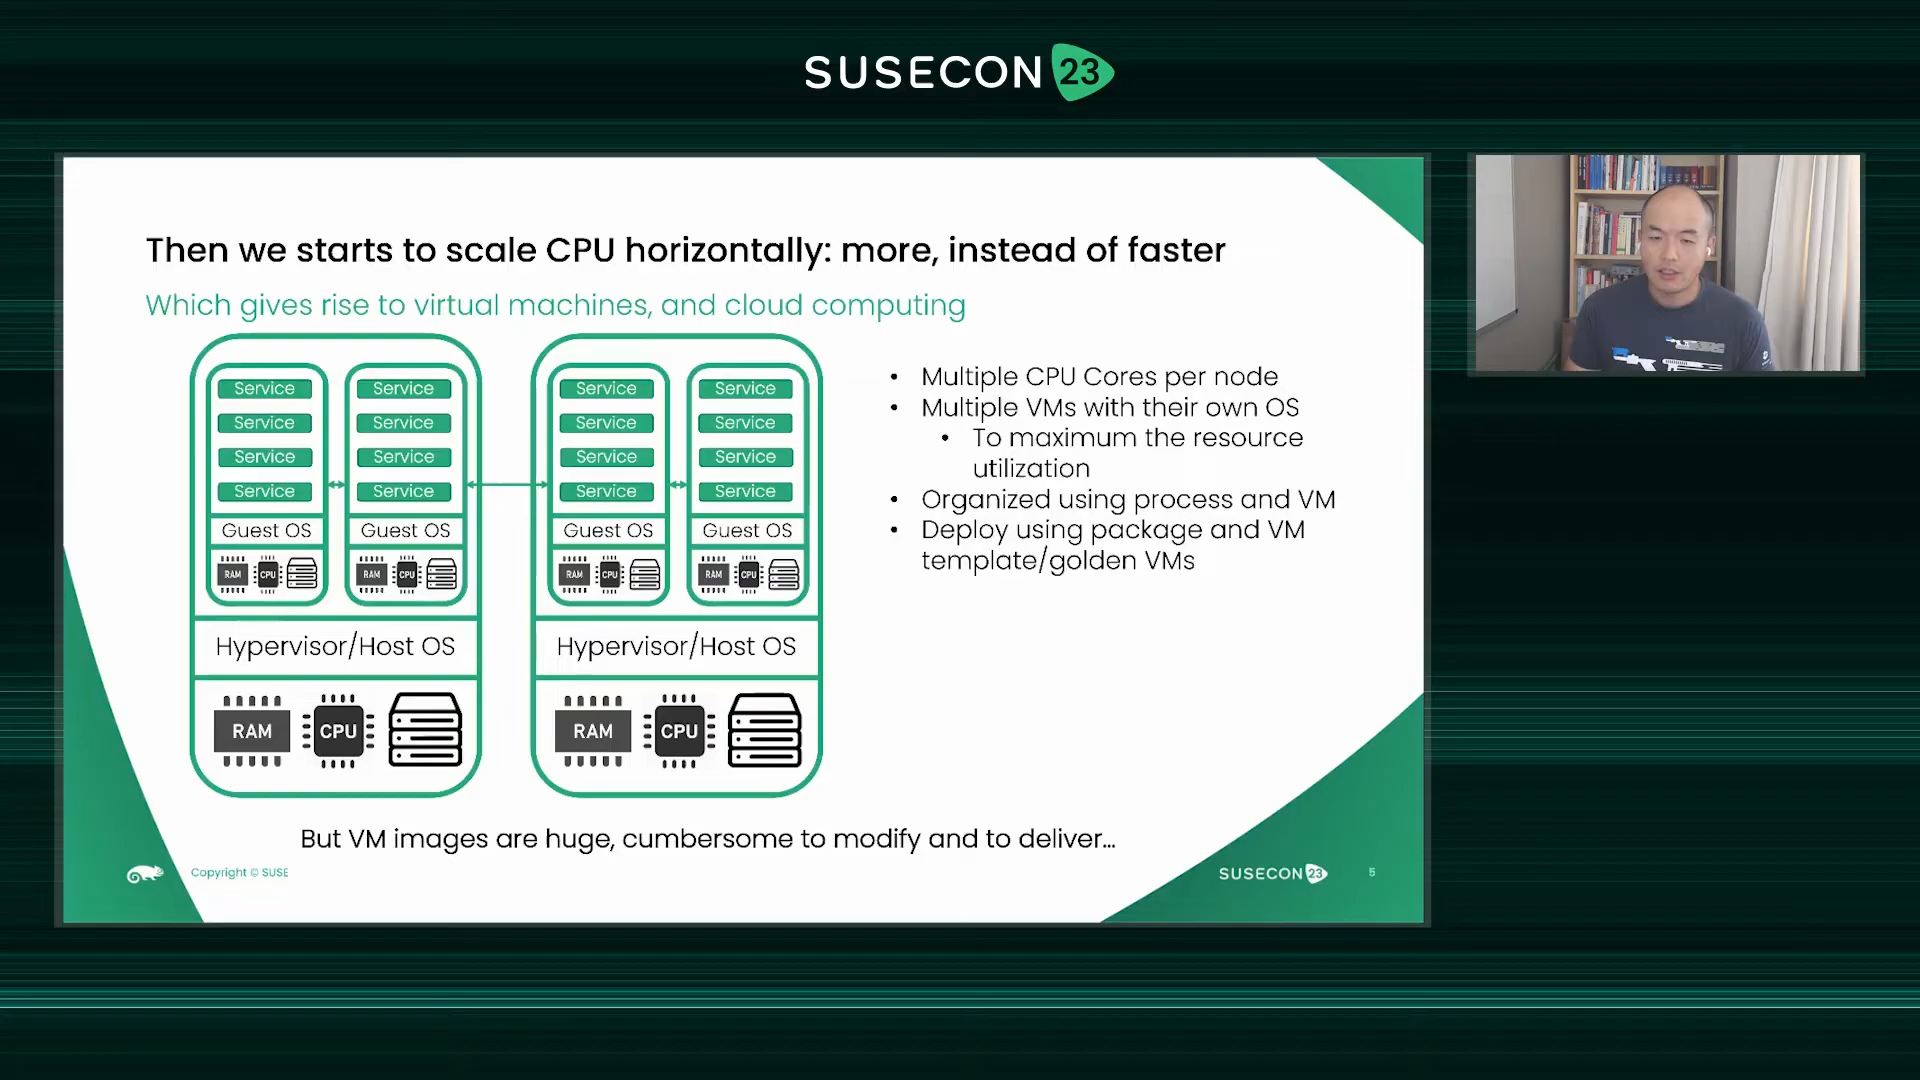 SUSECON 23
Then we starts to scale CPU horizontally: more, instead of faster
Which gives rise to virtual machines, and cloud computing
Service Service Service Service
Service Service Service Service
Service Service Service Service
Service Service Service Service
Guest OS Guest OS Guest OS Guest OS
RAM CPU RAM CPU RAM CPU RAM CPU
Hypervisor/Host OS Hypervisor/Host OS
RAM CPU RAM CPU
• Multiple CPU Cores per node
• Multiple VMs with their own OS
• To maximum the resource
utilization
• Organized using process and VM
• Deploy using package and VM
template/golden VMs
But VM images are huge, cumbersome to modify and to deliver...
Copyright © SUSE
SUSECON 23
5